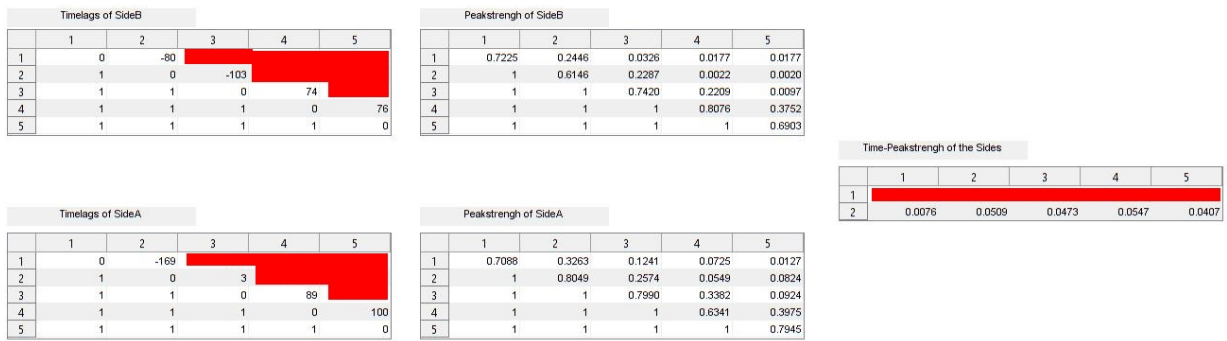 Timelags of SideB
1 2 3 4 5
1 0 -80
2 1 0 -103
3 1 1 0 74
4 1 1 1 0 76
5 1 1 1 1 0
Peakstrengh of SideB
1 2 3 4 5
1 0.7225 0.2446 0.0326 0.0177 0.0177
2 1 0.6146 0.2287 0.0022 0.0020
3 1 1 0.7420 0.2209 0.0097
4 1 1 1 0.8076 0.3752
5 1 1 1 1 0.6903
Time-Peakstrengh of the Sides
1 2 3 4 5
1
2 0.0076 0.0509 0.0473 0.0547 0.0407
Timelags of SideA
1 2 3 4 5
1 0 -169
2 1 0 3
3 1 1 0 89
4 1 1 1 0 100
5 1 1 1 1 0
Peakstrengh of SideA
1 2 3 4 5
1 0.7088 0.3263 0.1241 0.0725 0.0127
2 1 0.8049 0.2574 0.0549 0.0824
3 1 1 0.7990 0.3382 0.0924
4 1 1 1 0.6341 0.3975
5 1 1 1 1 0.7945